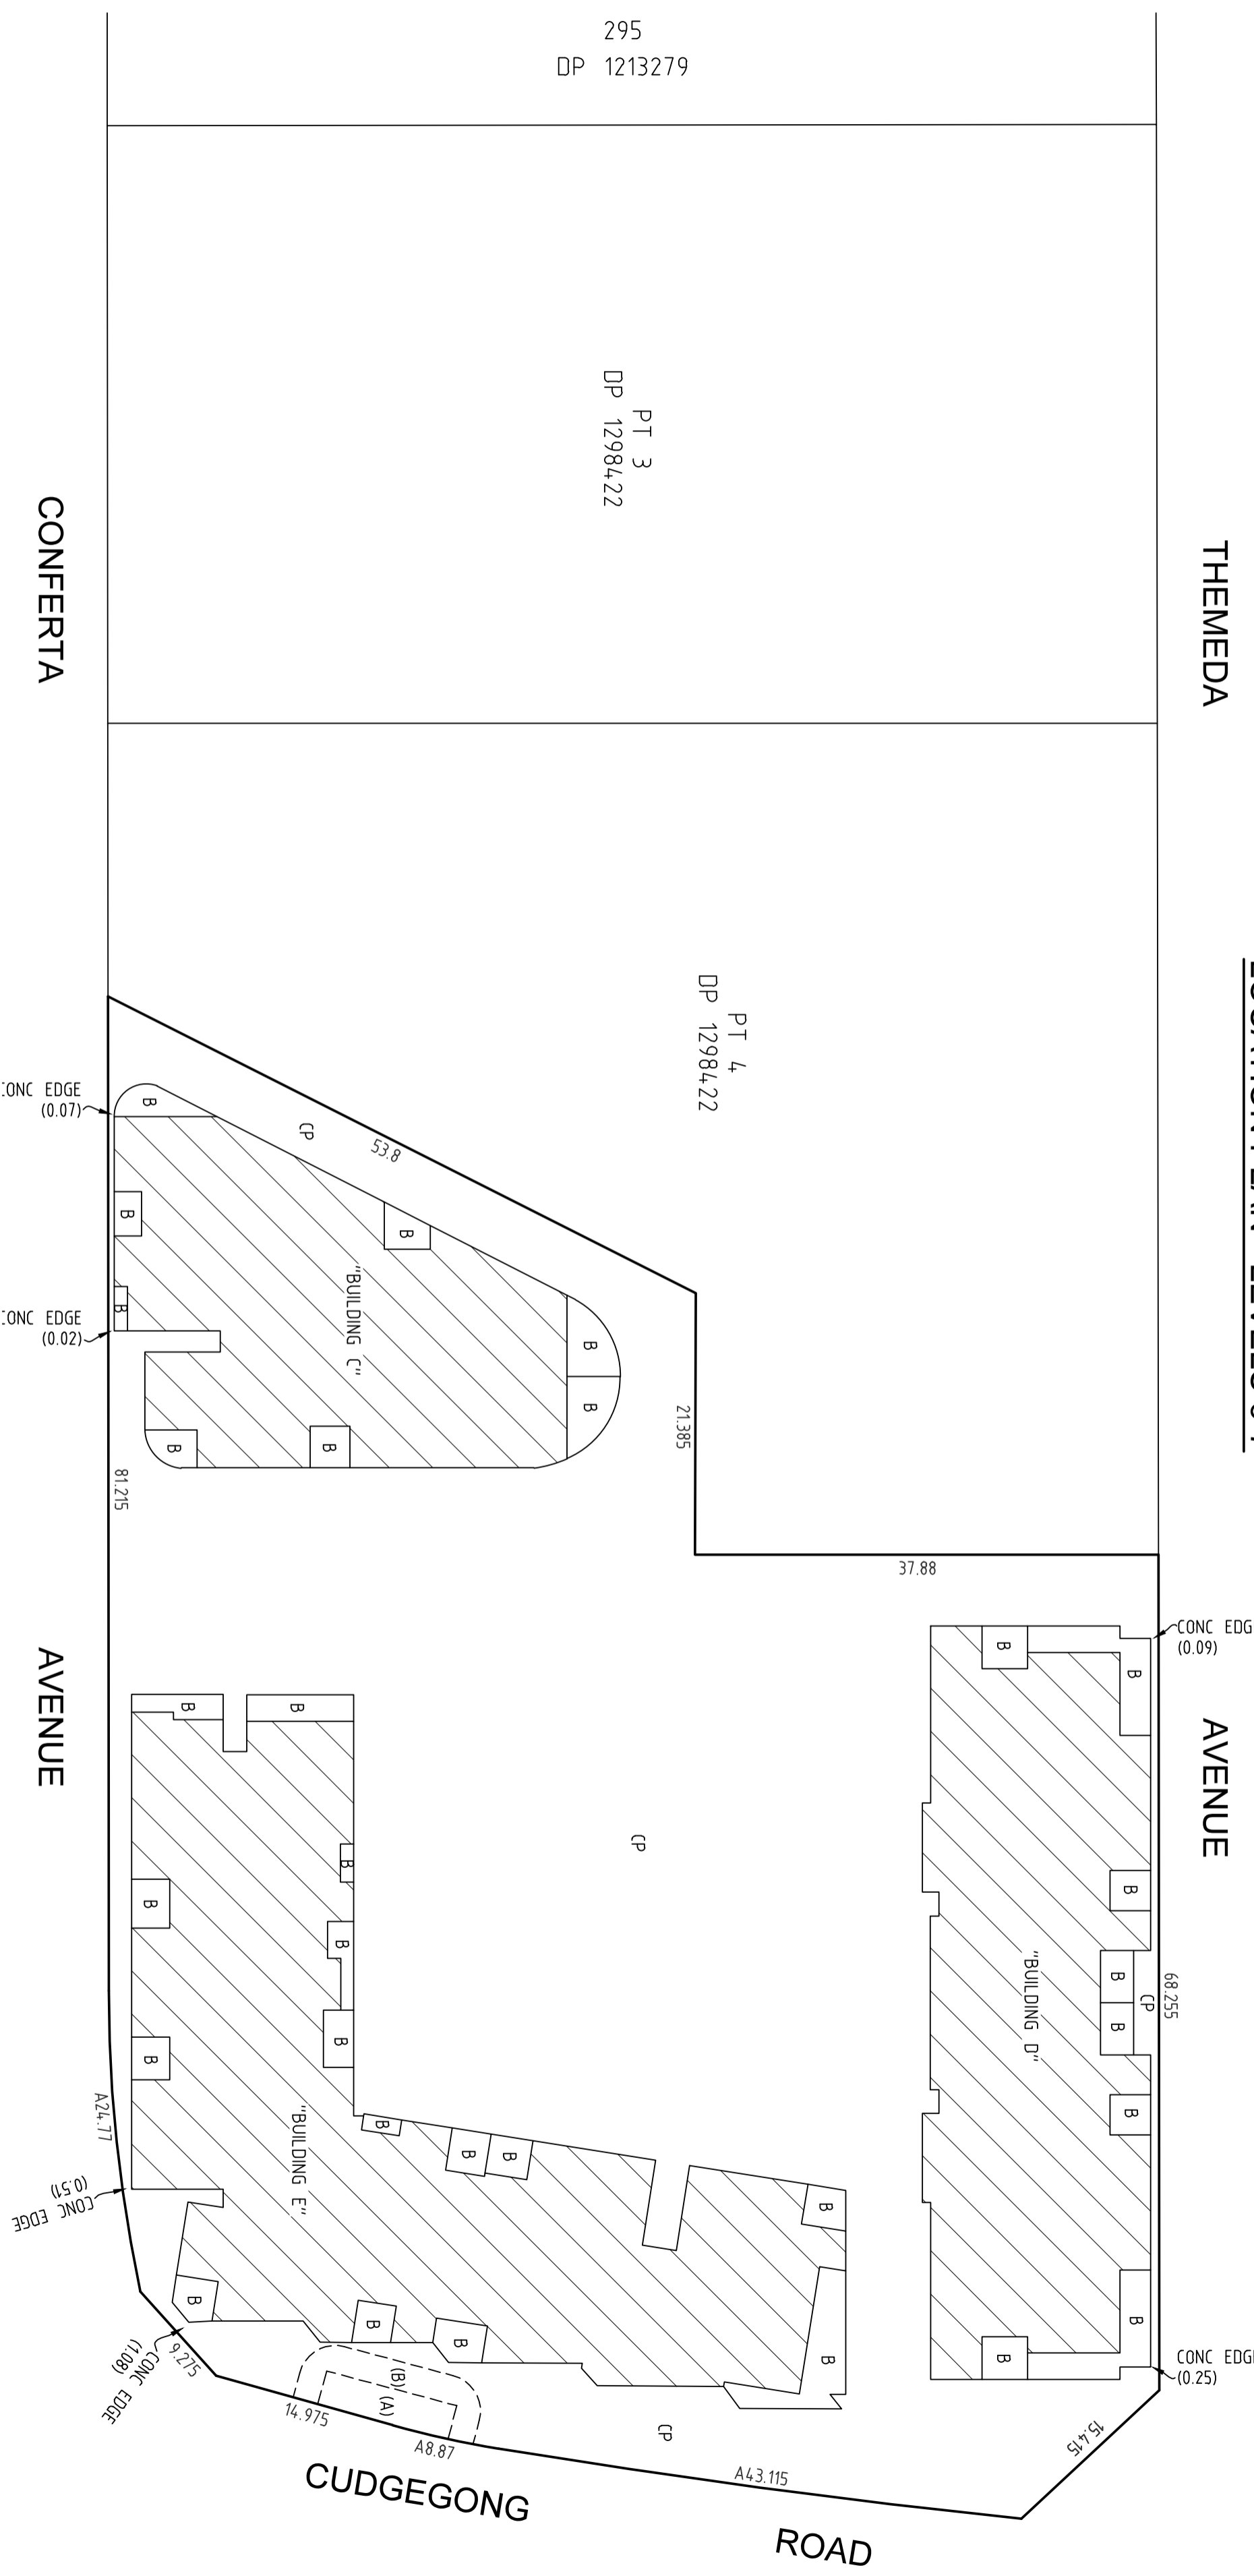 295
DP 1213279
PT 3
DP 1298422
CONFERTA
THEMEDA
PT 4
DP 1298422
CONC EDGE
(0.07)
B
CP
53.8
B
B
"BUILDING C"
B
CONC EDGE
(0.02)
B
B
B
B
21.385
81.215
37.88
AVENUE
AVENUE
CONC EDG
(0.09)
B
B
B
B
CP
B
B
B
B
B
B
B
"BUILDING D"
CP
68.255
B
B
B
A24.77
CONC EDGE
(0.51)
"BUILDING E"
B
B
B
B
B
B
B
B
B
B
B
CONC EDGE
(0.25)
CONC EDGE
(1.08)
9.275
(B)
(A)
14.975
A8.87
CP
A43.115
15.415
CUDGEGONG
ROAD